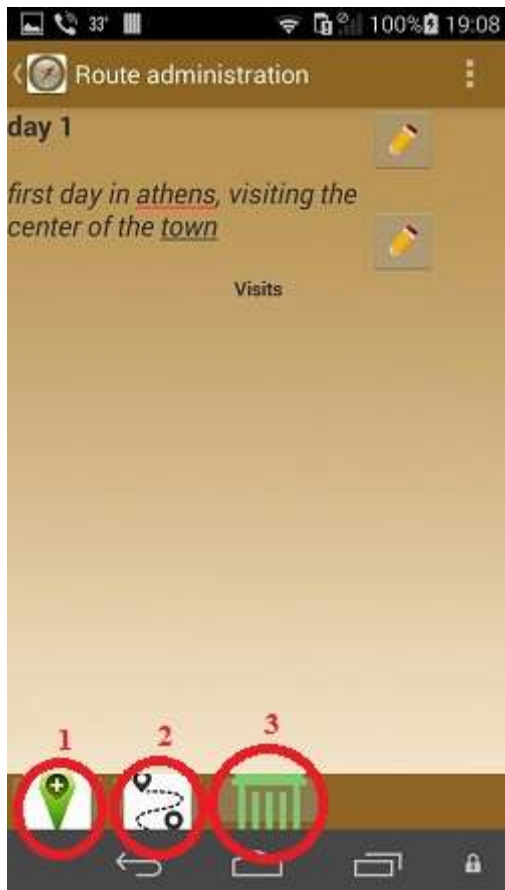 33° 100% 19:08
Route administration
day 1
first day in athens, visiting the
center of the town
Visits
1 2 3